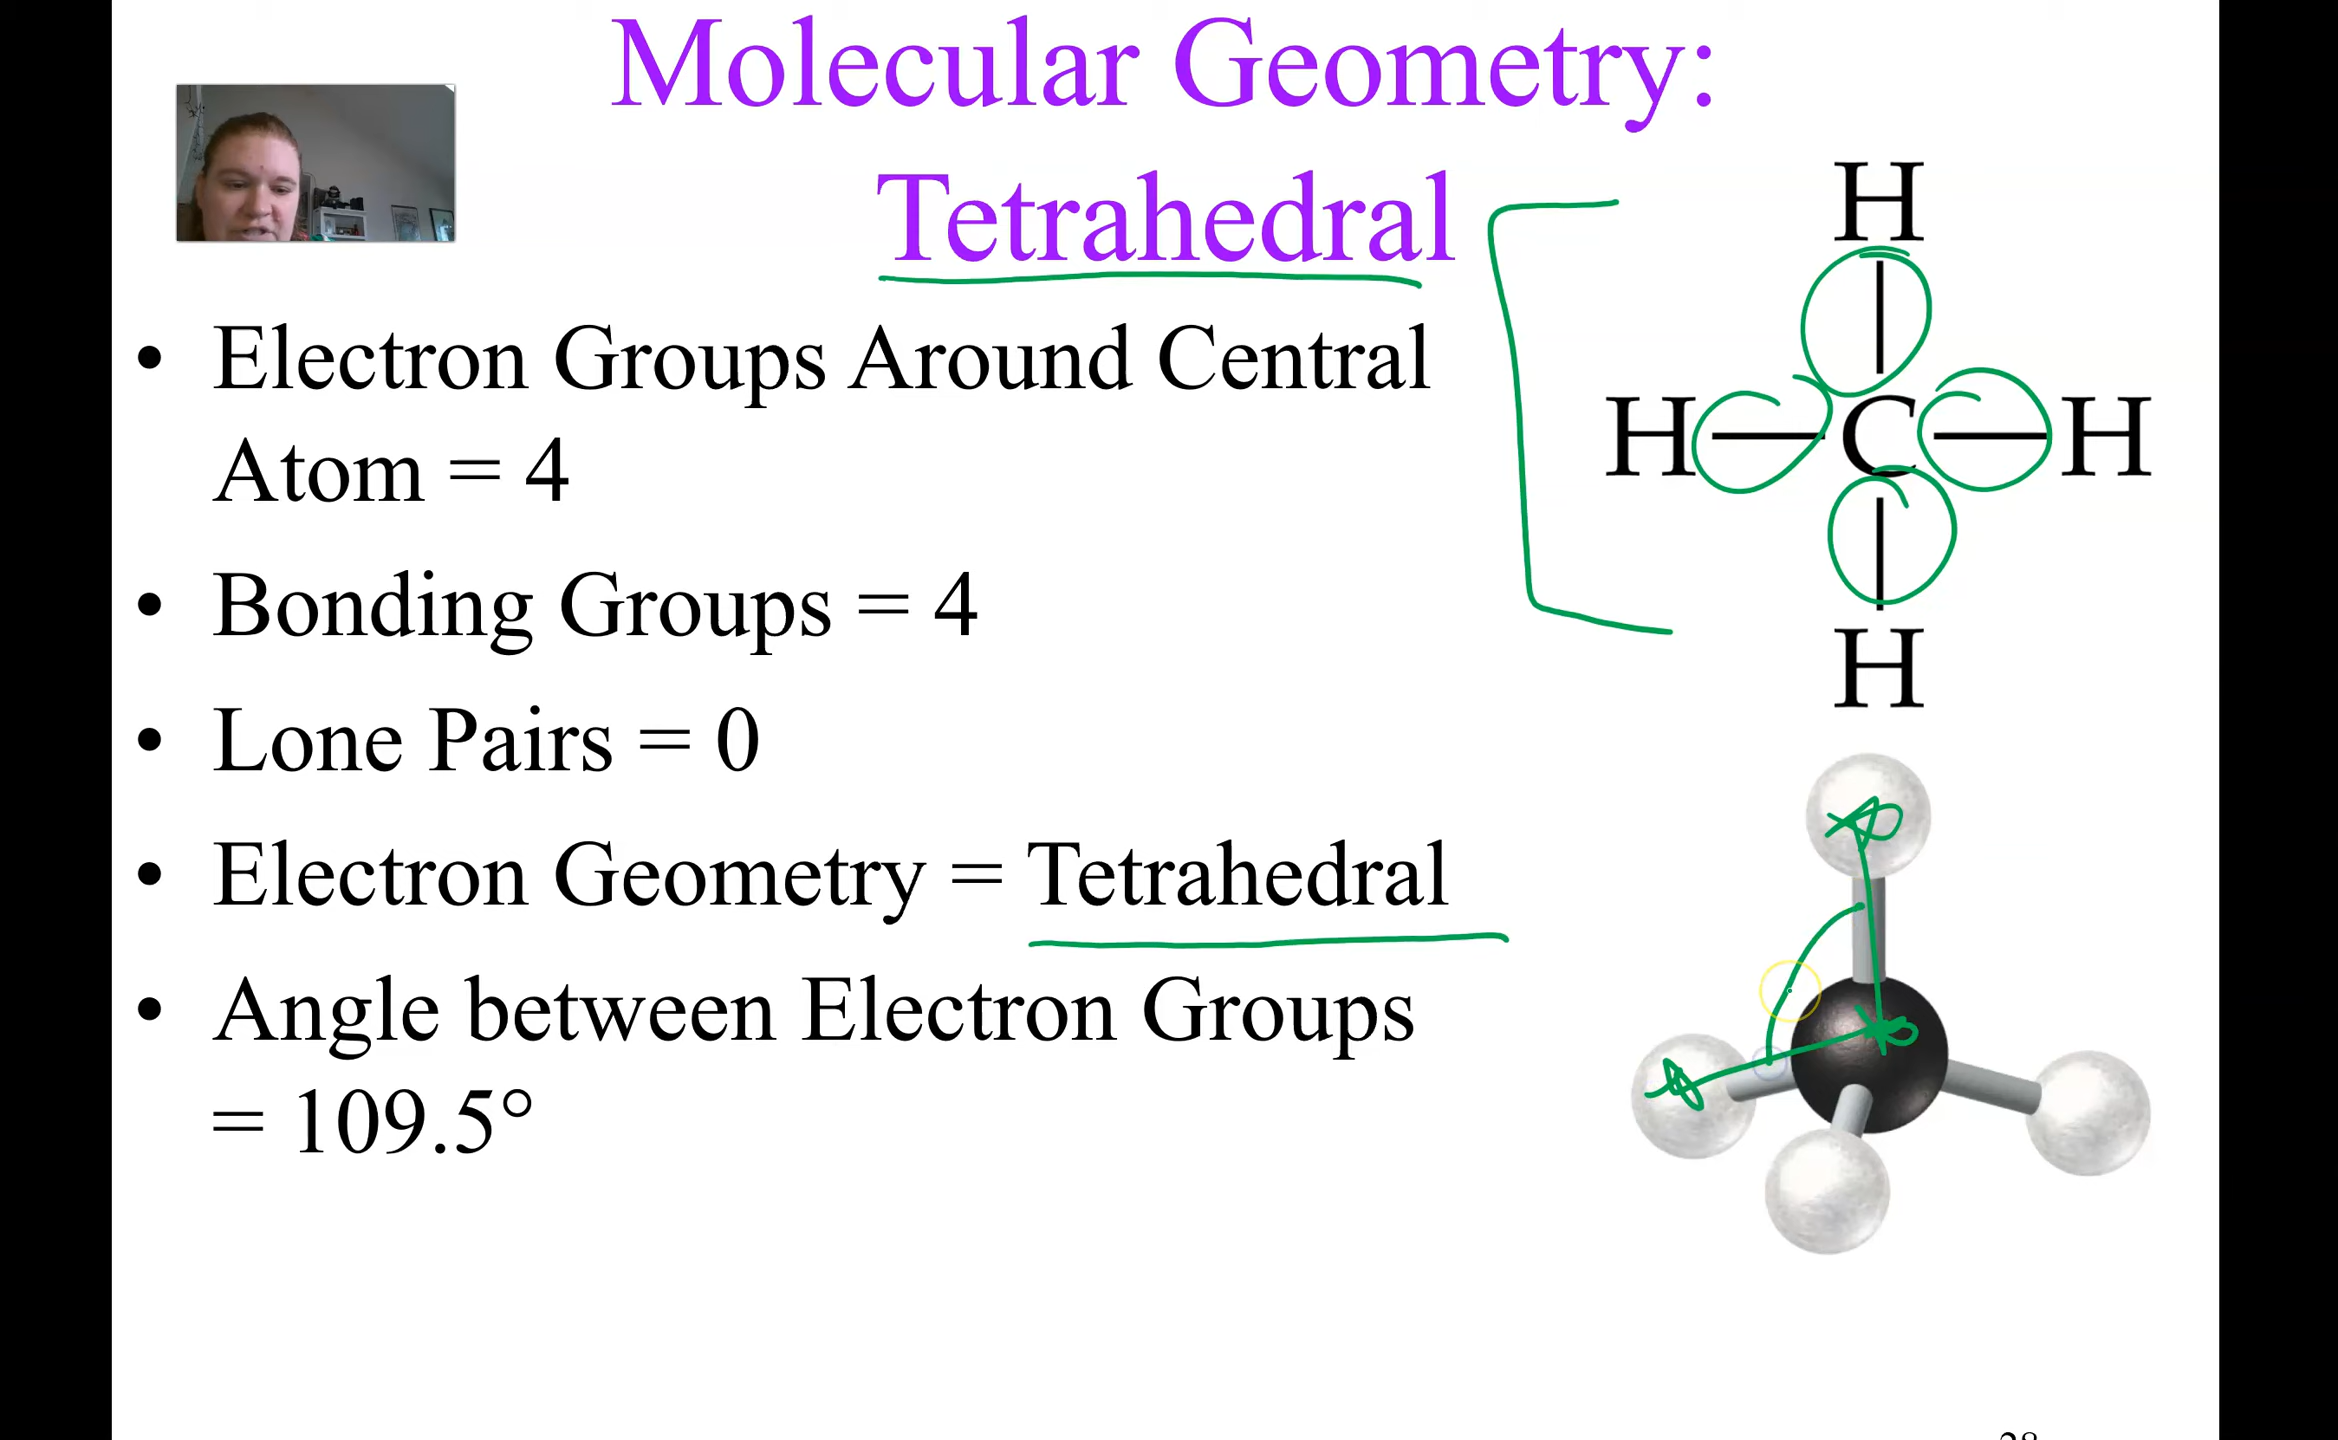 Molecular Geometry:
Tetrahedral
• Electron Groups Around Central
Atom = 4
• Bonding Groups = 4
• Lone Pairs = 0
• Electron Geometry = Tetrahedral
• Angle between Electron Groups
= 109.5°
H
H C H
H